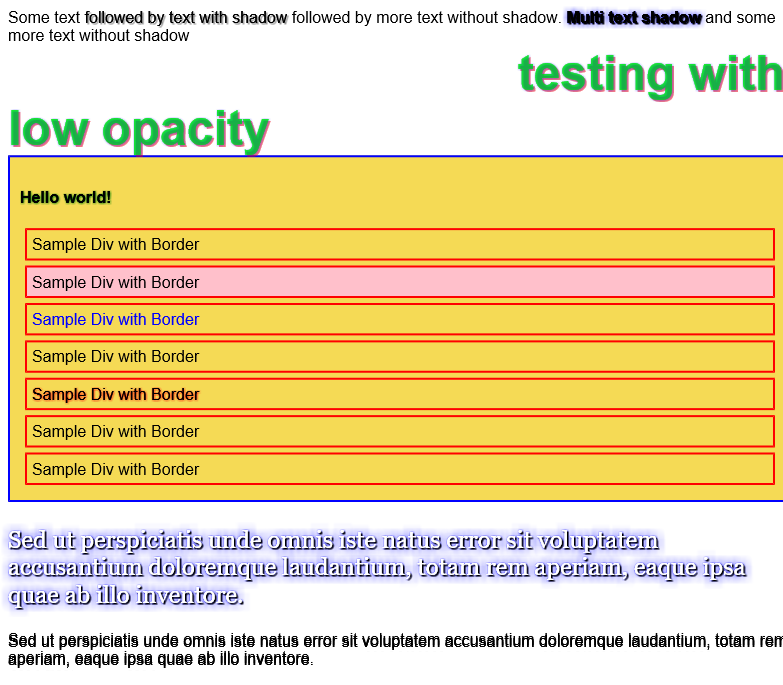 Some text followed by text with shadow followed by more text without shadow. Multi text shadow and some
more text without shadow
testing with
low opacity
Hello world!
Sample Div with Border
Sample Div with Border
Sample Div with Border
Sample Div with Border
Sample Div with Border
Sample Div with Border
Sample Div with Border
Sed ut perspiciatis unde omnis iste natus error sit voluptatem
accusantium doloremque laudantium, totam rem aperiam, eaque ipsa
quae ab illo inventore.
Sed ut perspiciatis unde omnis iste natus error sit voluptatem accusantium doloremque laudantium, totam rem
aperiam, eaque ipsa quae ab illo inventore.